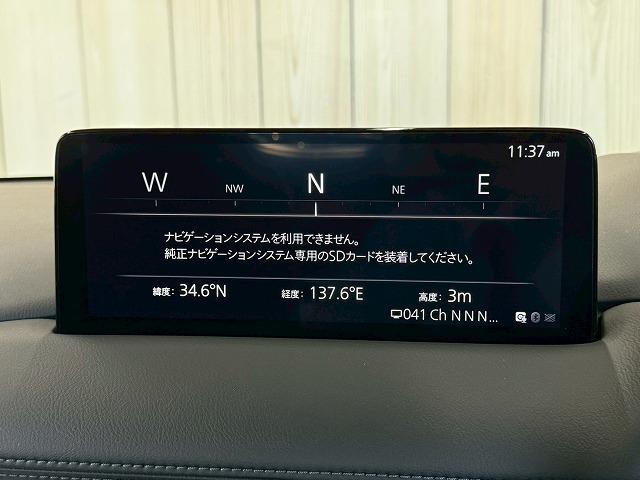 11:37am
W NW N NE E
ナビゲーションシステムを利用できません。
純正ナビゲーションシステム専用のSDカードを装着してください。
緯度: 34.6°N 経度: 137.6°E 高度: 3m
041 Ch N N N...